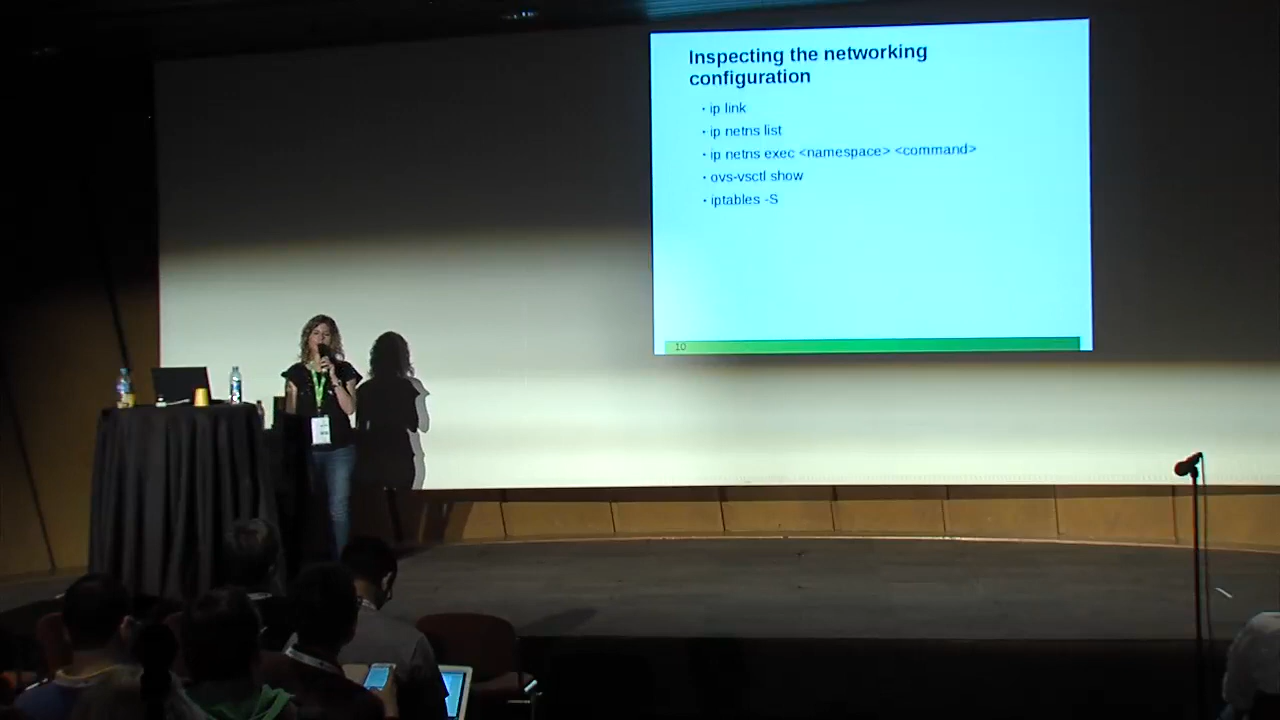 Inspecting the networking
configuration
· ip link
· ip netns list
· ip netns exec <namespace> <command>
· ovs-vsctl show
· iptables -S
10